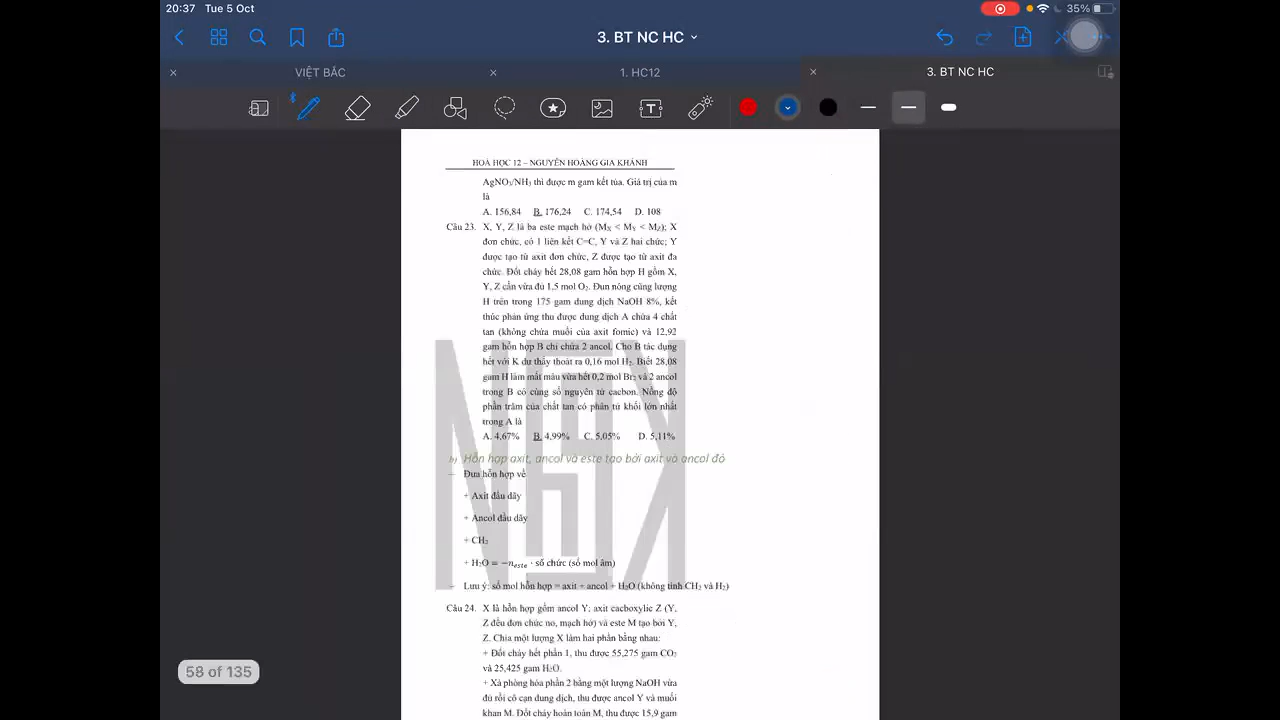 20:37 Tue 5 Oct
35%
3. BT NC HC
VIỆT BẮC
1. HC12
3. BT NC HC
HOÁ HỌC 12 – NGUYỄN HOÀNG GIA KHÁNH
AgNO3/NH3 thì được m gam kết tủa. Giá trị của m
là
A. 156,84 B. 176,24 C. 174,54 D. 108
Câu 23. X, Y, Z là ba este mạch hở (MX < MY < MZ); X
đơn chức, có 1 liên kết C=C, Y và Z hai chức; Y
được tạo từ axit đơn chức, Z được tạo từ axit đa
chức. Đốt cháy hết 28,08 gam hỗn hợp H gồm X,
Y, Z cần vừa đủ 1,5 mol O2. Đun nóng cùng lượng
H trên trong 175 gam dung dịch NaOH 8%, kết
thúc phản ứng thu được dung dịch A chứa 4 chất
tan (không chứa muối của axit fomic) và 12,92
gam hỗn hợp B chỉ chứa 2 ancol. Cho B tác dụng
hết với K dư thấy thoát ra 0,16 mol H2. Biết 28,08
gam H làm mất màu vừa hết 0,2 mol Br2 và 2 ancol
trong B có cùng số nguyên tử cacbon. Nồng độ
phần trăm của chất tan có phân tử khối lớn nhất
trong A là
A. 4,67% B. 4,99% C. 5,05% D. 5,11%
b) Hỗn hợp axit, ancol và este tạo bởi axit và ancol đó
– Đưa hỗn hợp về
+ Axit đầu dãy
+ Ancol đầu dãy
+ CH2
+ H2O = −neste · số chức (số mol âm)
– Lưu ý: số mol hỗn hợp = axit + ancol + H2O (không tính CH2 và H2)
Câu 24. X là hỗn hợp gồm ancol Y; axit cacboxylic Z (Y,
Z đều đơn chức no, mạch hở) và este M tạo bởi Y,
Z. Chia một lượng X làm hai phần bằng nhau:
+ Đốt cháy hết phần 1, thu được 55,275 gam CO2
và 25,425 gam H2O.
+ Xà phòng hóa phần 2 bằng một lượng NaOH vừa
đủ rồi cô cạn dung dịch, thu được ancol Y và muối
khan M. Đốt cháy hoàn toàn M, thu được 15,9 gam
58 of 135